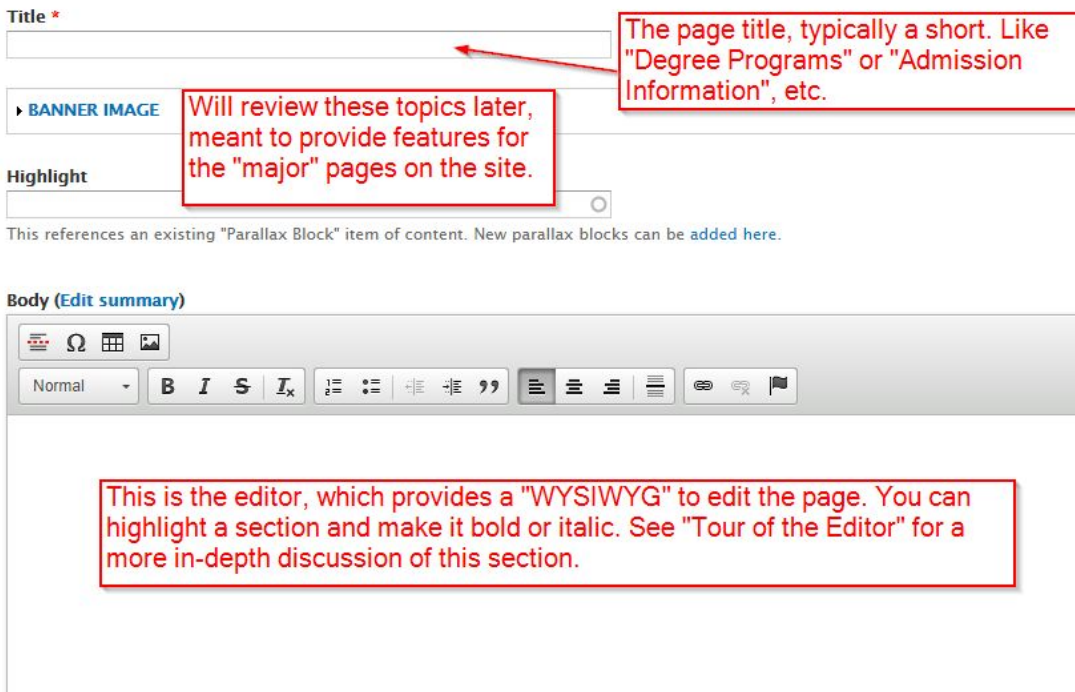 Title *
The page title, typically a short. Like
"Degree Programs" or "Admission
Information", etc.
BANNER IMAGE
Will review these topics later,
meant to provide features for
the "major" pages on the site.
Highlight
This references an existing "Parallax Block" item of content. New parallax blocks can be added here.
Body (Edit summary)
Ω
Normal
B I S Tx
This is the editor, which provides a "WYSIWYG" to edit the page. You can
highlight a section and make it bold or italic. See "Tour of the Editor" for a
more in-depth discussion of this section.